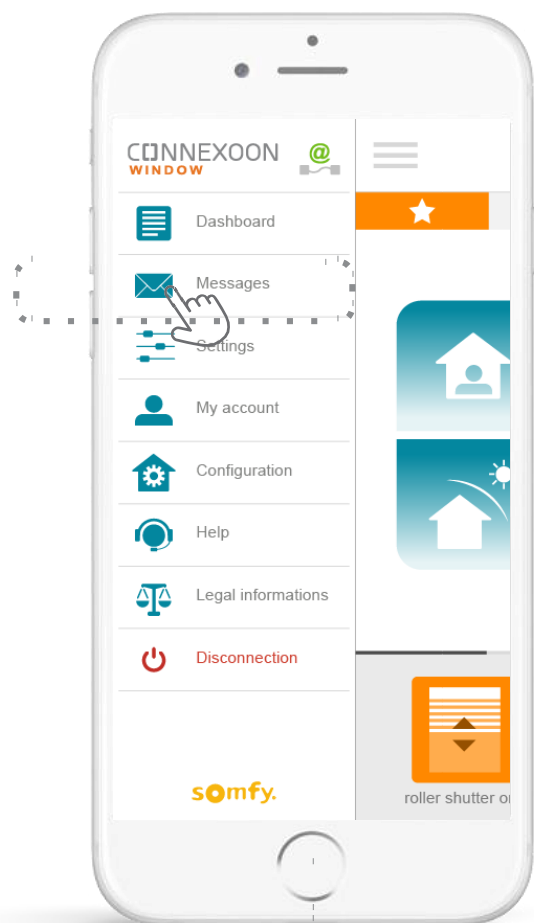 CONNEXOON
WINDOW
@
Dashboard
Messages
Settings
My account
Configuration
Help
Legal informations
Disconnection
somfy.
roller shutter